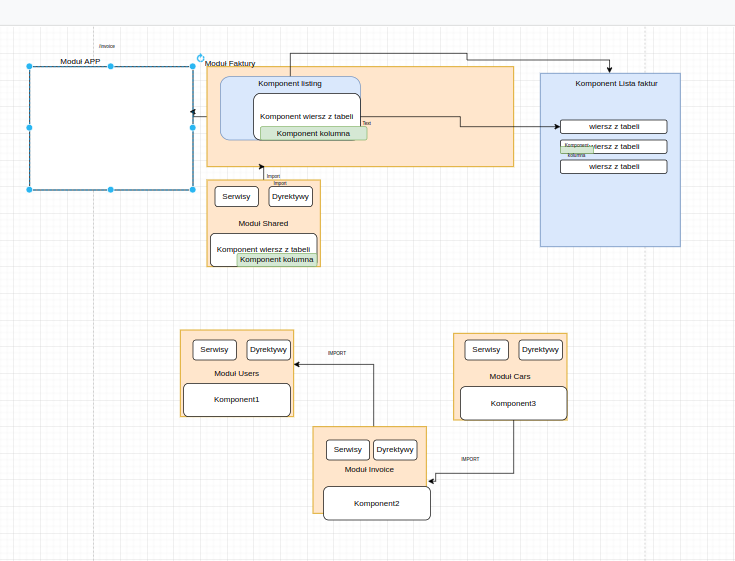 /invoice
Moduł APP
Moduł Faktury
Komponent listing
Komponent wiersz z tabeli
Text
Komponent kolumna
Komponent Lista faktur
wiersz z tabeli
Komponent
wiersz z tabeli
kolumna
wiersz z tabeli
Import
Import
Serwisy
Dyrektywy
Moduł Shared
Komponent wiersz z tabeli
Komponent kolumna
Serwisy
Dyrektywy
Moduł Users
Komponent1
IMPORT
Serwisy
Dyrektywy
Moduł Cars
Komponent3
Serwisy
Dyrektywy
Moduł Invoice
Komponent2
IMPORT